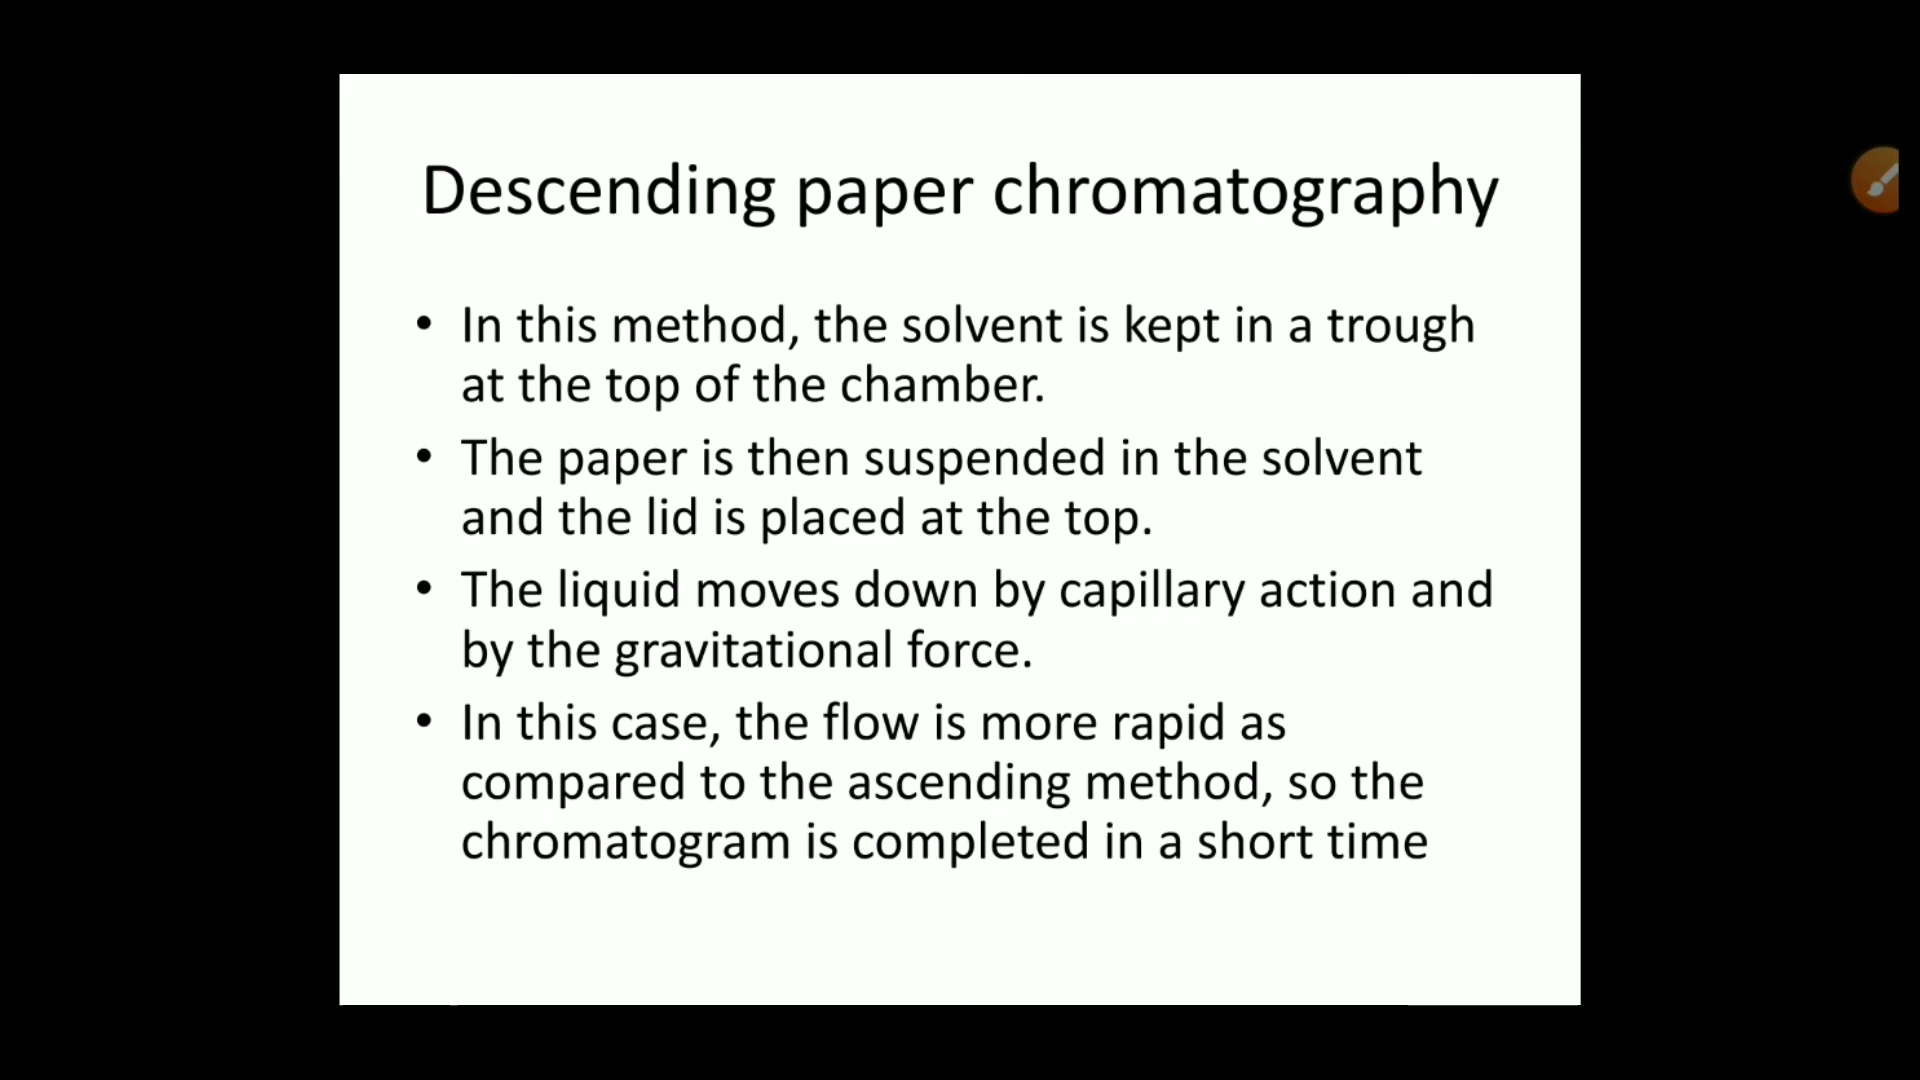 Descending paper chromatography
• In this method, the solvent is kept in a trough
at the top of the chamber.
• The paper is then suspended in the solvent
and the lid is placed at the top.
• The liquid moves down by capillary action and
by the gravitational force.
• In this case, the flow is more rapid as
compared to the ascending method, so the
chromatogram is completed in a short time